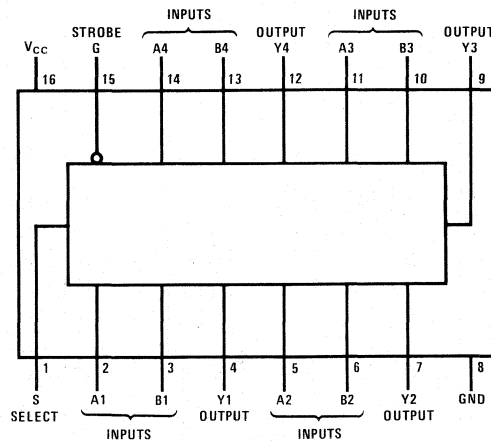 INPUTS INPUTS
STROBE OUTPUT OUTPUT
VCC G A4 B4 Y4 A3 B3 Y3
16 15 14 13 12 11 10 9
1 2 3 4 5 6 7 8
S A1 B1 Y1 A2 B2 Y2 GND
SELECT OUTPUT OUTPUT
INPUTS INPUTS